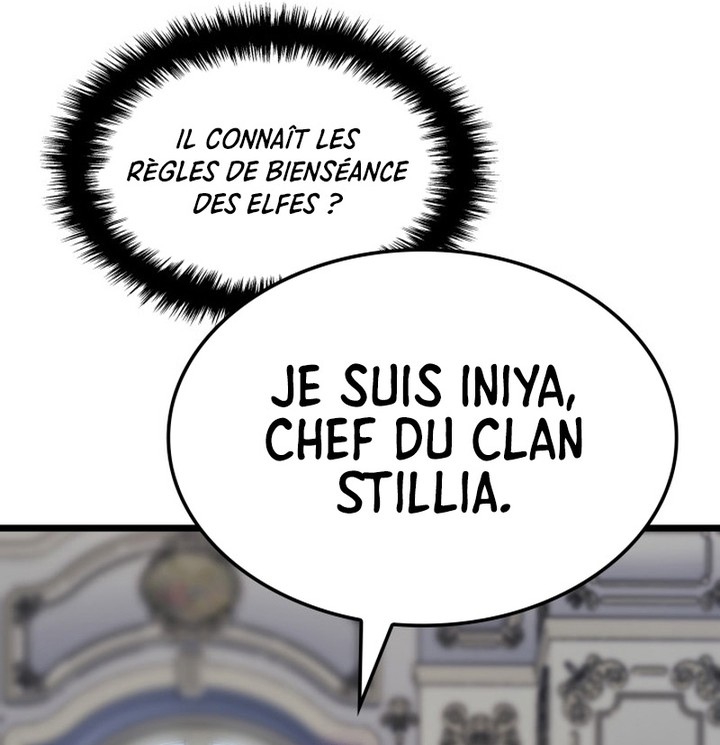 IL CONNAÎT LES
RÈGLES DE BIENSÉANCE
DES ELFES ?
JE SUIS INIYA,
CHEF DU CLAN
STILLIA.